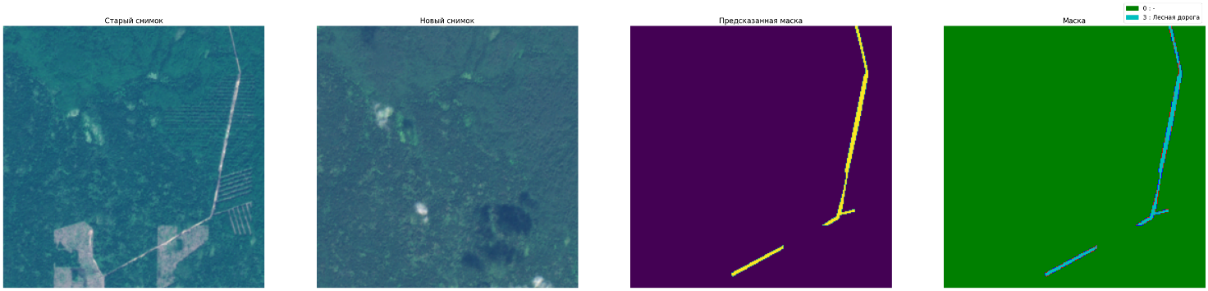 Старый снимок
Новый снимок
Предсказанная маска
Маска
0 : -
3 : Лесная дорога